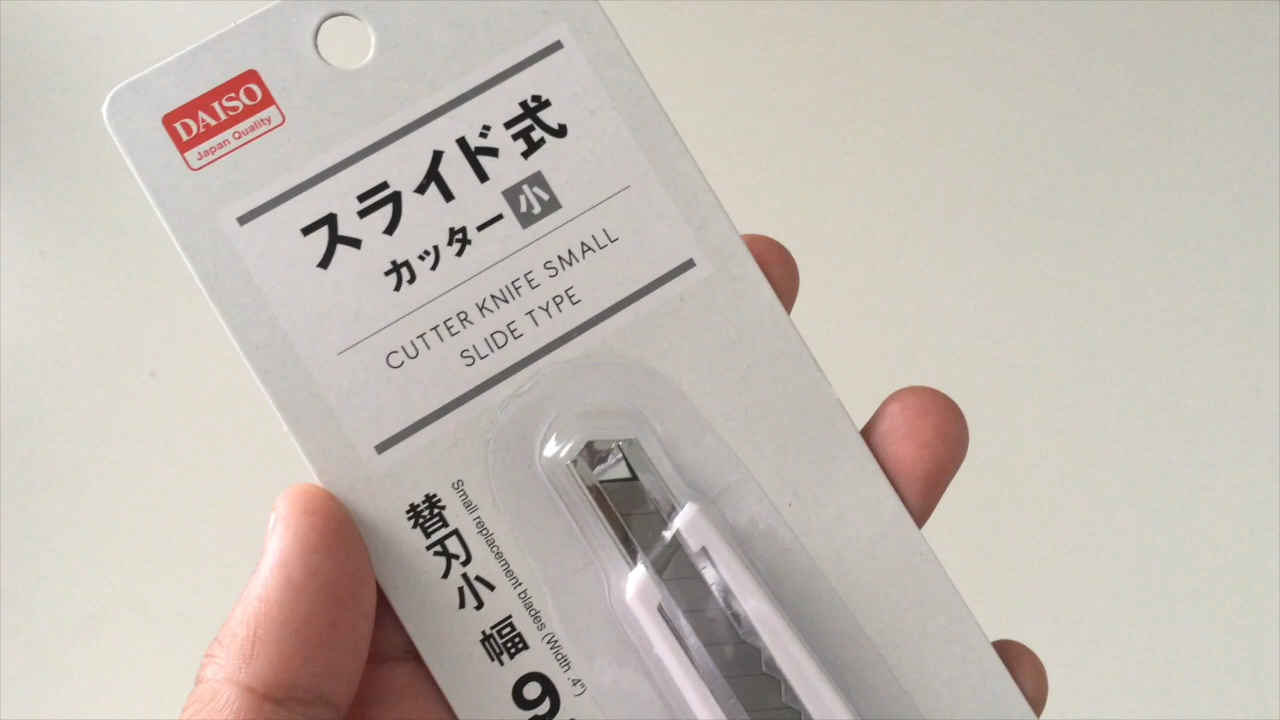 DAISO
Japan Quality
スライド式
カッター小
CUTTER KNIFE SMALL
SLIDE TYPE
替刃小 幅9
Small replacement blades (Width .4")